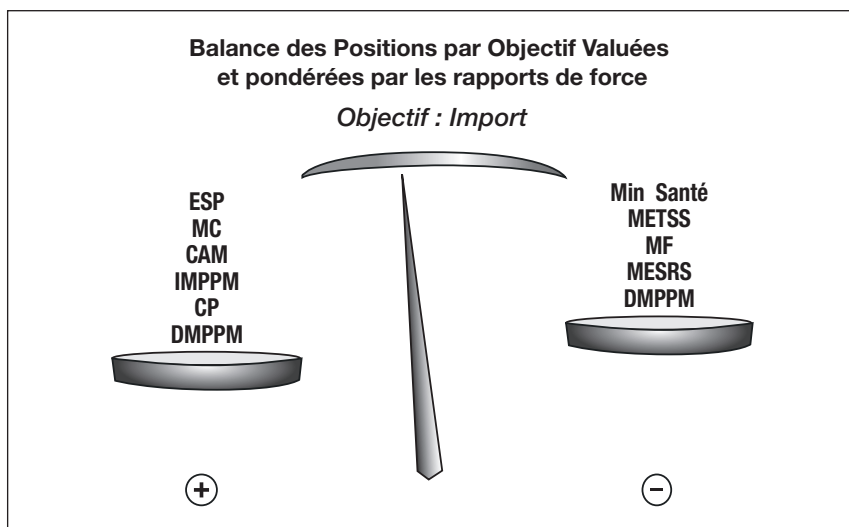 Balance des Positions par Objectif Valuées
et pondérées par les rapports de force
Objectif : Import
ESP
MC
CAM
IMPPM
CP
DMPPM
Min Santé
METSS
MF
MESRS
DMPPM
+
−